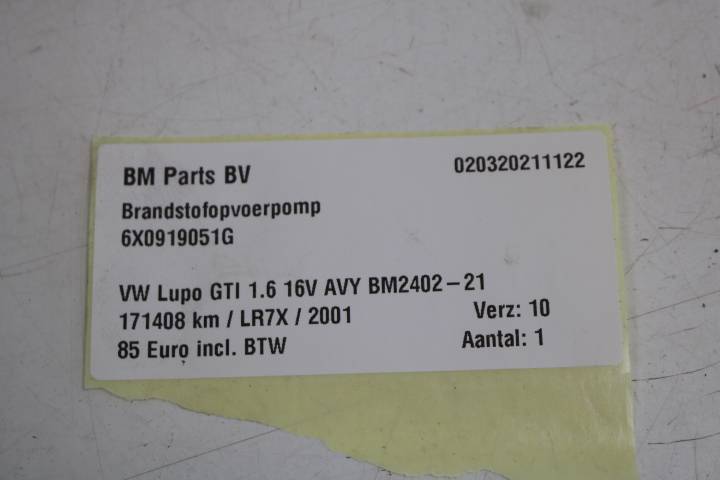 BM Parts BV 020320211122
Brandstofopvoerpomp
6X0919051G
VW Lupo GTI 1.6 16V AVY BM2402-21
171408 km / LR7X / 2001 Verz: 10
85 Euro incl. BTW Aantal: 1